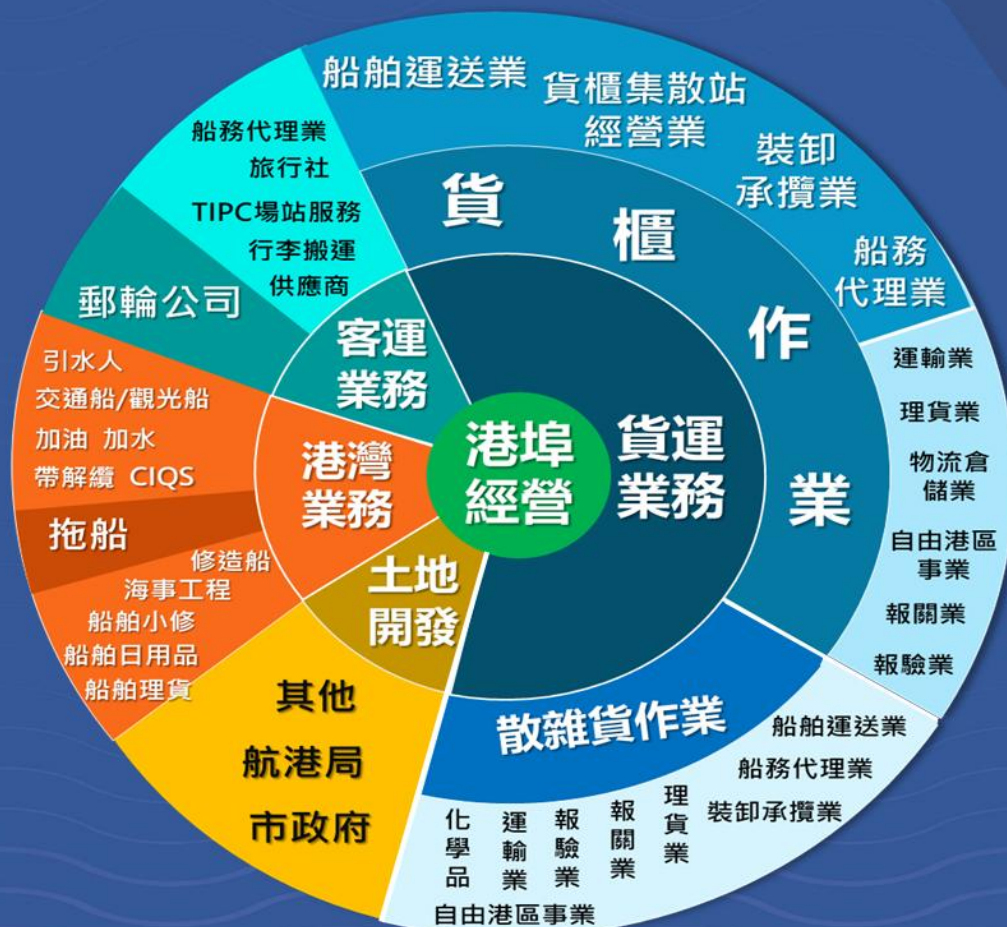 港埠
經營
貨運
業務
貨櫃作業
船舶運送業
貨櫃集散站
經營業
裝卸
承攬業
船務
代理業
運輸業
理貨業
物流倉
儲業
自由港區
事業
報關業
報驗業
散雜貨作業
船舶運送業
船務代理業
裝卸承攬業
理貨業
報關業
報驗業
運輸業
化學品
自由港區事業
土地
開發
其他
航港局
市政府
港灣
業務
引水人
交通船/觀光船
加油 加水
帶解纜 CIQS
拖船
修造船
海事工程
船舶小修
船舶日用品
船舶理貨
客運
業務
郵輪公司
船務代理業
旅行社
TIPC場站服務
行李搬運
供應商